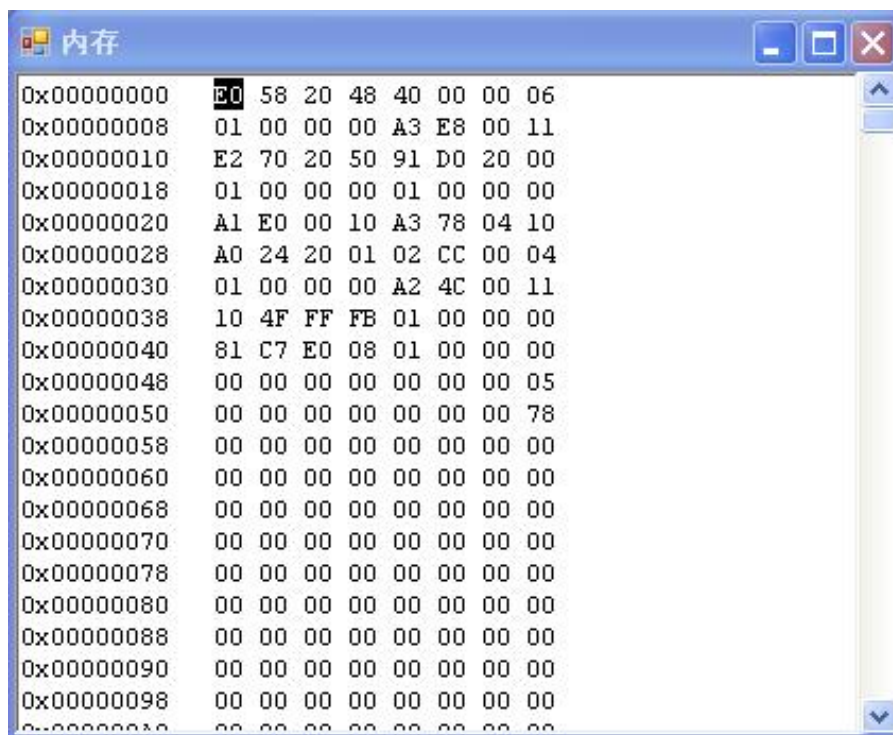 内存
0x00000000 E0 58 20 48 40 00 00 06
0x00000008 01 00 00 00 A3 E8 00 11
0x00000010 E2 70 20 50 91 D0 20 00
0x00000018 01 00 00 00 01 00 00 00
0x00000020 A1 E0 00 10 A3 78 04 10
0x00000028 A0 24 20 01 02 CC 00 04
0x00000030 01 00 00 00 A2 4C 00 11
0x00000038 10 4F FF FB 01 00 00 00
0x00000040 81 C7 E0 08 01 00 00 00
0x00000048 00 00 00 00 00 00 00 05
0x00000050 00 00 00 00 00 00 00 78
0x00000058 00 00 00 00 00 00 00 00
0x00000060 00 00 00 00 00 00 00 00
0x00000068 00 00 00 00 00 00 00 00
0x00000070 00 00 00 00 00 00 00 00
0x00000078 00 00 00 00 00 00 00 00
0x00000080 00 00 00 00 00 00 00 00
0x00000088 00 00 00 00 00 00 00 00
0x00000090 00 00 00 00 00 00 00 00
0x00000098 00 00 00 00 00 00 00 00